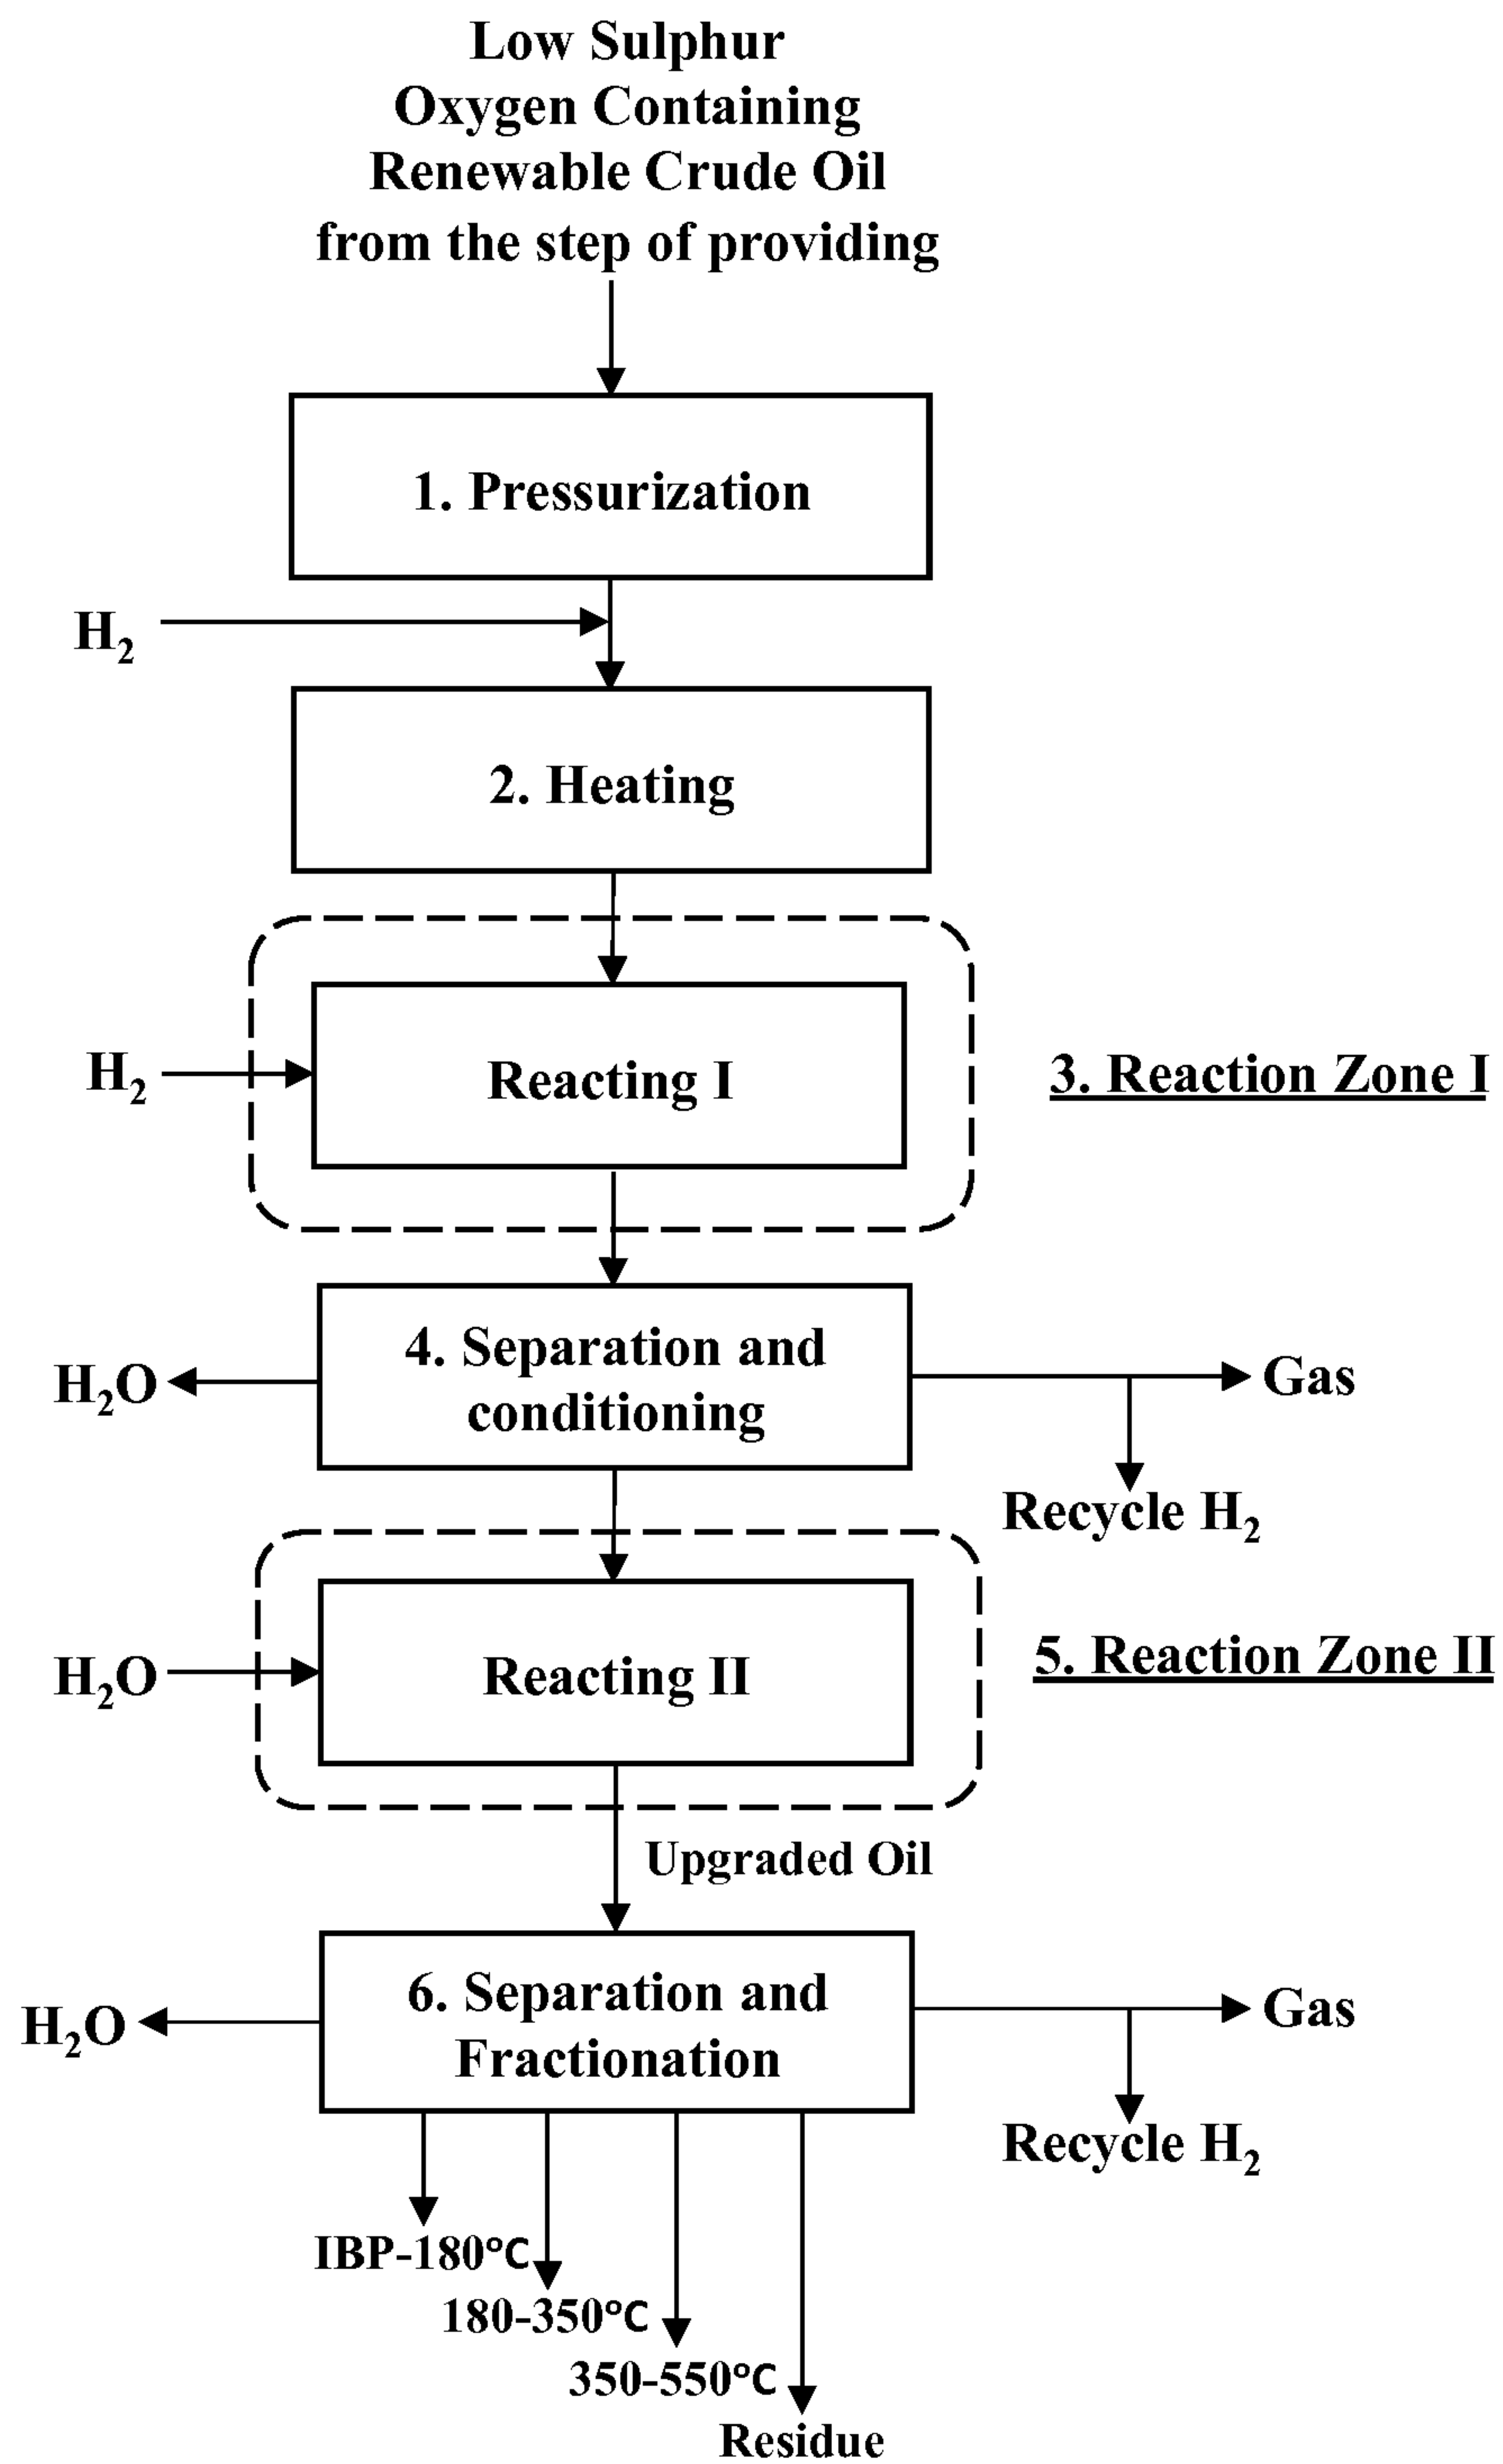 Low Sulphur
Oxygen Containing
Renewable Crude Oil
from the step of providing
1. Pressurization
H₂
2. Heating
H₂
Reacting I
3. Reaction Zone I
4. Separation and
conditioning
H₂O
Gas
Recycle H₂
H₂O
Reacting II
5. Reaction Zone II
Upgraded Oil
6. Separation and
Fractionation
H₂O
Gas
Recycle H₂
IBP-180°C
180-350°C
350-550°C
Residue